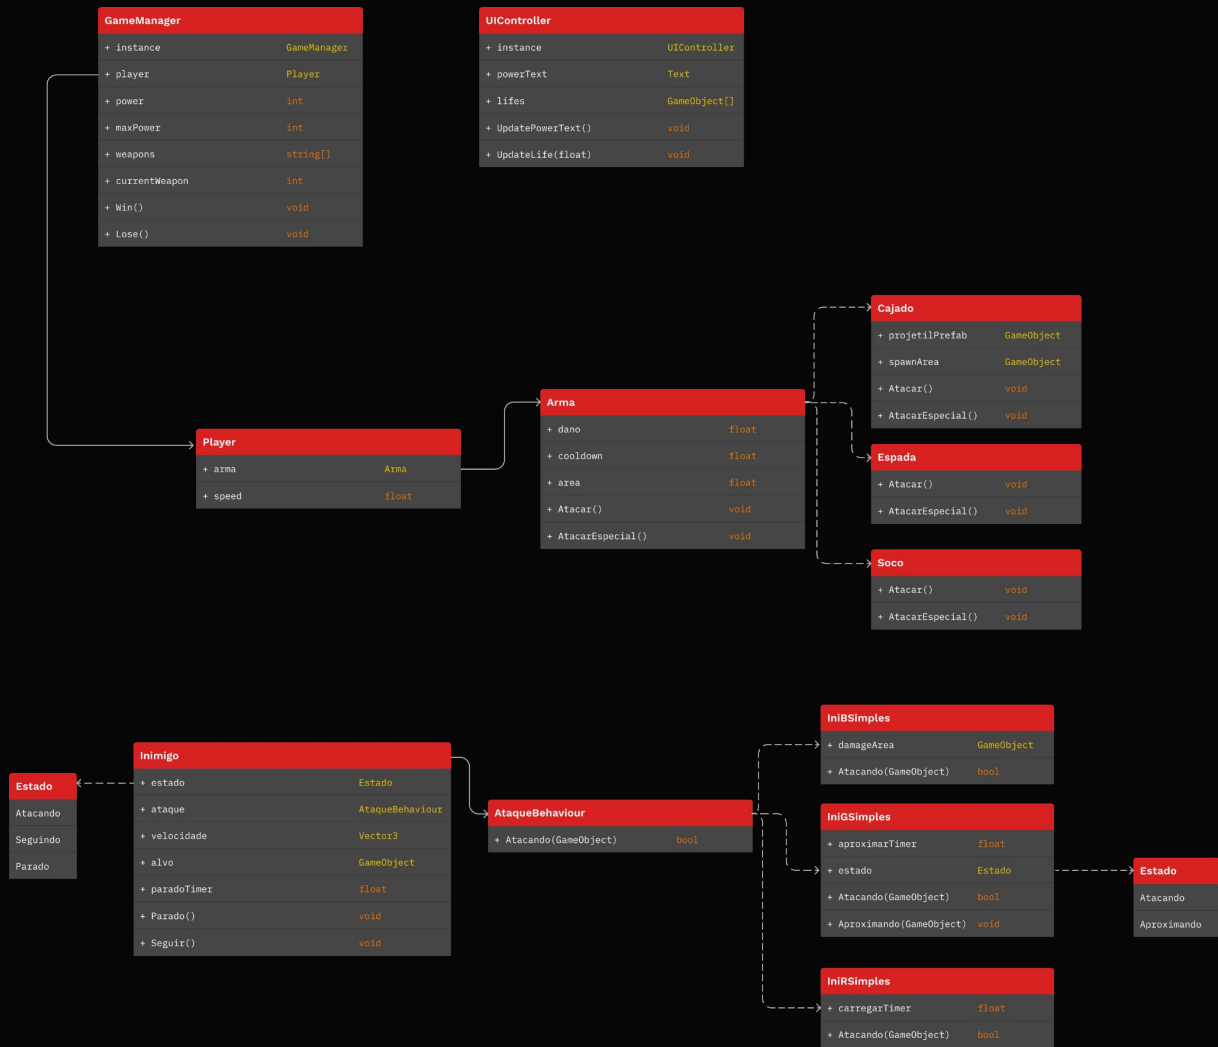 GameManager
+ instance GameManager
+ player Player
+ power int
+ maxPower int
+ weapons string[]
+ currentWeapon int
+ Win() void
+ Lose() void
UIController
+ instance UIController
+ powerText Text
+ lifes GameObject[]
+ UpdatePowerText() void
+ UpdateLife(float) void
Player
+ arma Arma
+ speed float
Arma
+ dano float
+ cooldown float
+ area float
+ Atacar() void
+ AtacarEspecial() void
Cajado
+ projetilPrefab GameObject
+ spawnArea GameObject
+ Atacar() void
+ AtacarEspecial() void
Espada
+ Atacar() void
+ AtacarEspecial() void
Soco
+ Atacar() void
+ AtacarEspecial() void
Estado
Atacando
Seguindo
Parado
Inimigo
+ estado Estado
+ ataque AtaqueBehaviour
+ velocidade Vector3
+ alvo GameObject
+ paradoTimer float
+ Parado() void
+ Seguir() void
AtaqueBehaviour
+ Atacando(GameObject) bool
IniBSimples
+ damageArea GameObject
+ Atacando(GameObject) bool
IniGSimples
+ aproximarTimer float
+ estado Estado
+ Atacando(GameObject) bool
+ Aproximando(GameObject) void
Estado
Atacando
Aproximando
IniRSimples
+ carregarTimer float
+ Atacando(GameObject) bool